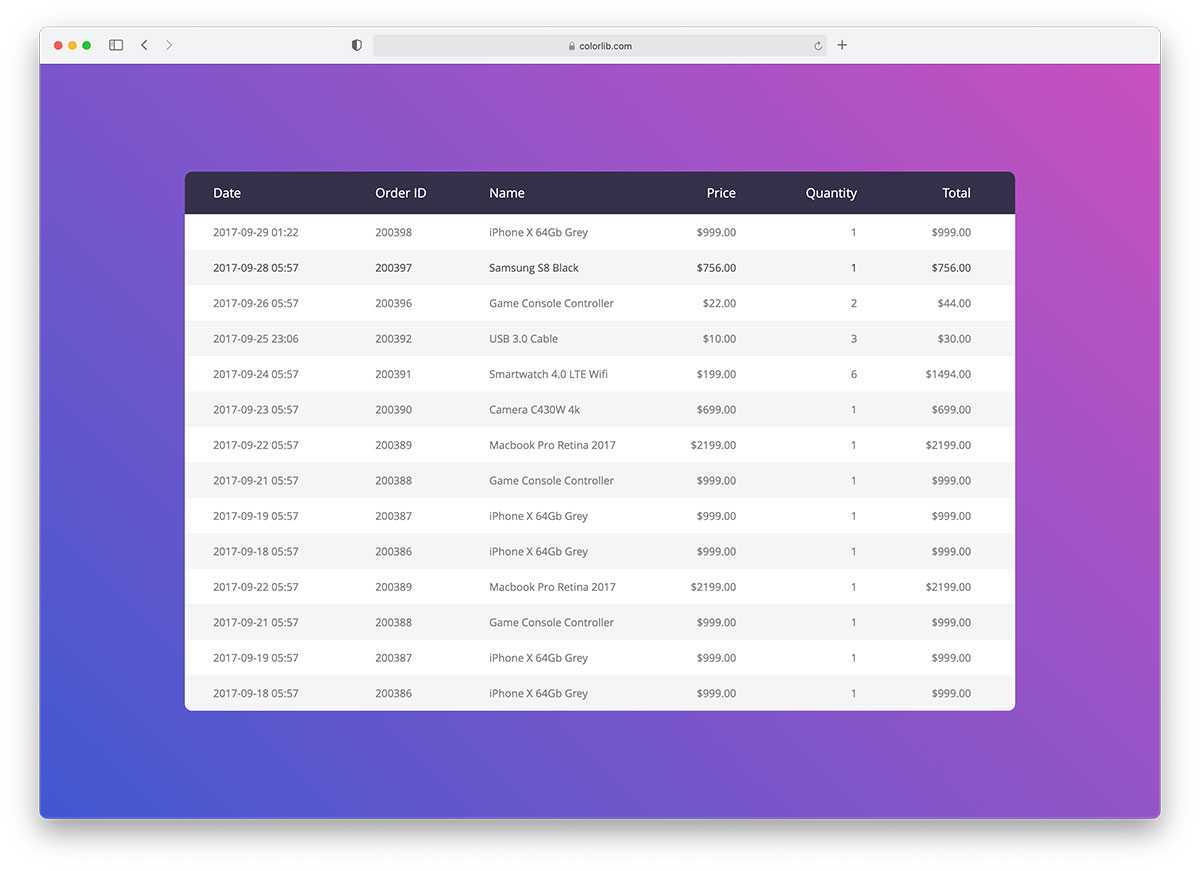 colorlib.com
Date Order ID Name Price Quantity Total
2017-09-29 01:22 200398 iPhone X 64Gb Grey $999.00 1 $999.00
2017-09-28 05:57 200397 Samsung S8 Black $756.00 1 $756.00
2017-09-26 05:57 200396 Game Console Controller $22.00 2 $44.00
2017-09-25 23:06 200392 USB 3.0 Cable $10.00 3 $30.00
2017-09-24 05:57 200391 Smartwatch 4.0 LTE Wifi $199.00 6 $1494.00
2017-09-23 05:57 200390 Camera C430W 4k $699.00 1 $699.00
2017-09-22 05:57 200389 Macbook Pro Retina 2017 $2199.00 1 $2199.00
2017-09-21 05:57 200388 Game Console Controller $999.00 1 $999.00
2017-09-19 05:57 200387 iPhone X 64Gb Grey $999.00 1 $999.00
2017-09-18 05:57 200386 iPhone X 64Gb Grey $999.00 1 $999.00
2017-09-22 05:57 200389 Macbook Pro Retina 2017 $2199.00 1 $2199.00
2017-09-21 05:57 200388 Game Console Controller $999.00 1 $999.00
2017-09-19 05:57 200387 iPhone X 64Gb Grey $999.00 1 $999.00
2017-09-18 05:57 200386 iPhone X 64Gb Grey $999.00 1 $999.00